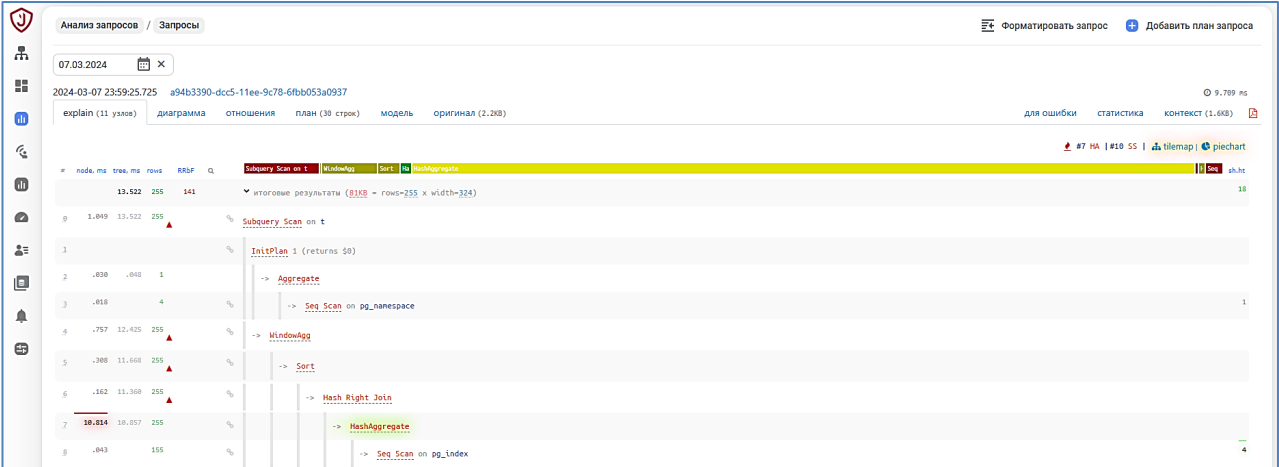 Анализ запросов / Запросы
Форматировать запрос
Добавить план запроса
07.03.2024
2024-03-07 23:59:25.725 a94b3390-dcc5-11ee-9c78-6fbb053a0937
9.709 ms
explain (11 узлов) диаграмма отношения план (30 строк) модель оригинал (2.2KB) для ошибки статистика контекст (1.6KB)
#7 HA | #10 SS | tilemap | piechart
# node, ms tree, ms rows RRbF Subquery Scan on t WindowAgg Sort Ha HashAggregate Seq sh.ht
13.522 255 141 итоговые результаты (81KB = rows=255 x width=324) 18
0 1.049 13.522 255 Subquery Scan on t
1 InitPlan 1 (returns $0)
2 .030 .048 1 -> Aggregate
3 .018 4 -> Seq Scan on pg_namespace 1
4 .757 12.425 255 -> WindowAgg
5 .308 11.668 255 -> Sort
6 .162 11.360 255 -> Hash Right Join
7 10.814 10.857 255 -> HashAggregate
8 .043 155 -> Seq Scan on pg_index 4